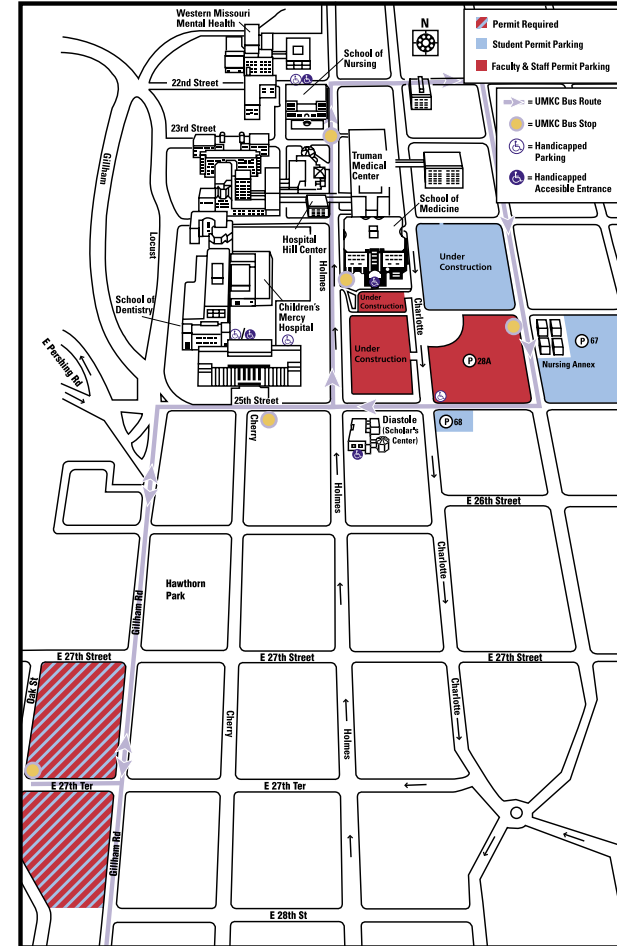 Western Missouri
Mental Health
N
Permit Required
Student Permit Parking
Faculty & Staff Permit Parking
School of
Nursing
22nd Street
= UMKC Bus Route
= UMKC Bus Stop
= Handicapped
Parking
= Handicapped
Accesible Entrance
23rd Street
Gillham
Truman
Medical
Center
School of
Medicine
Locust
Hospital
Hill Center
Holmes
Under
Construction
School of
Dentistry
Children's
Mercy
Hospital
/
Under
Construction
Charlotte
E Pershing Rd
Under
Construction
P 28A
P 67
Nursing Annex
25th Street
Cherry
Diastole
(Scholar's
Center)
P 68
Holmes
E 26th Street
Charlotte
Hawthorn
Park
Gillham Rd
E 27th Street
E 27th Street
E 27th Street
Oak St
Cherry
Holmes
Charlotte
E 27th Ter
E 27th Ter
Gillham Rd
E 28th St